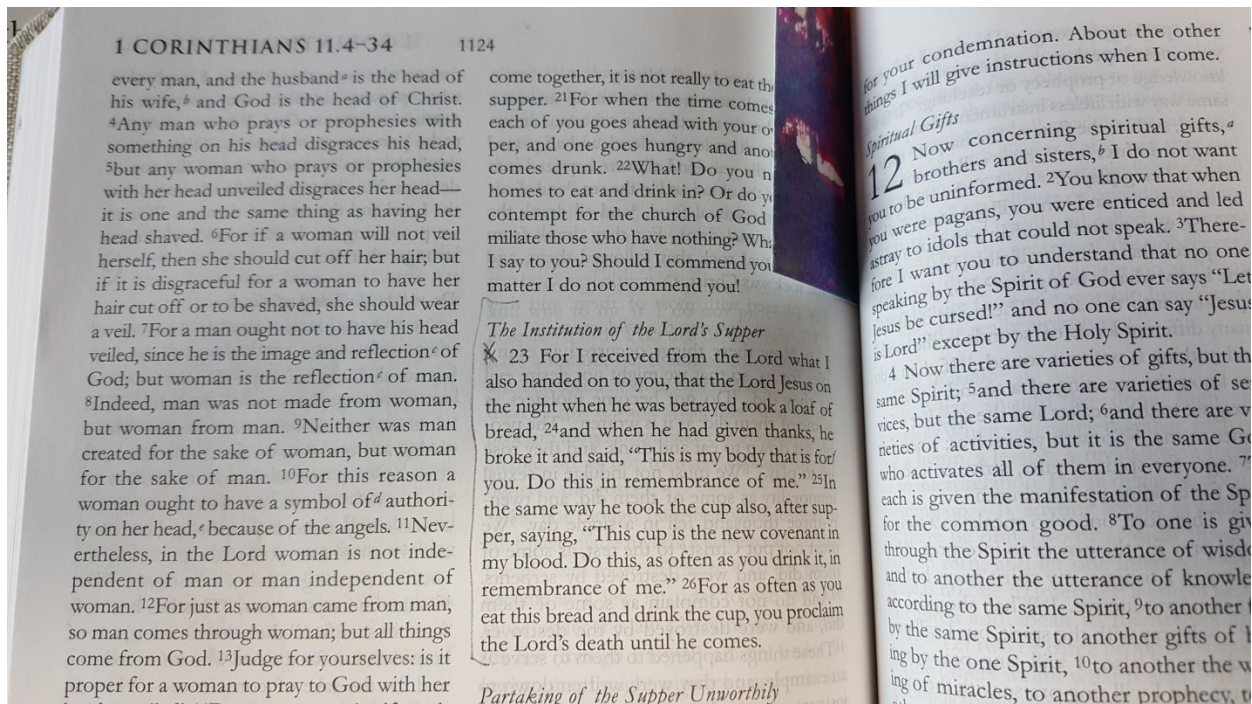 1 CORINTHIANS 11.4–34 1124
every man, and the husbandᵃ is the head of
his wife,ᵇ and God is the head of Christ.
⁴Any man who prays or prophesies with
something on his head disgraces his head,
⁵but any woman who prays or prophesies
with her head unveiled disgraces her head—
it is one and the same thing as having her
head shaved. ⁶For if a woman will not veil
herself, then she should cut off her hair; but
if it is disgraceful for a woman to have her
hair cut off or to be shaved, she should wear
a veil. ⁷For a man ought not to have his head
veiled, since he is the image and reflectionᶜ of
God; but woman is the reflectionᶜ of man.
⁸Indeed, man was not made from woman,
but woman from man. ⁹Neither was man
created for the sake of woman, but woman
for the sake of man. ¹⁰For this reason a
woman ought to have a symbol ofᵈ authori-
ty on her head,ᵉ because of the angels. ¹¹Nev-
ertheless, in the Lord woman is not inde-
pendent of man or man independent of
woman. ¹²For just as woman came from man,
so man comes through woman; but all things
come from God. ¹³Judge for yourselves: is it
proper for a woman to pray to God with her
come together, it is not really to eat
supper. ²¹For when the time comes
each of you goes ahead with your
per, and one goes hungry and
comes drunk. ²²What! Do you
homes to eat and drink in? Or do
contempt for the church of God
miliate those who have nothing?
I say to you? Should I commend
matter I do not commend you!
The Institution of the Lord's Supper
23 For I received from the Lord what I
also handed on to you, that the Lord Jesus on
the night when he was betrayed took a loaf of
bread, ²⁴and when he had given thanks, he
broke it and said, “This is my body that is for
you. Do this in remembrance of me.” ²⁵In
the same way he took the cup also, after sup-
per, saying, “This cup is the new covenant in
my blood. Do this, as often as you drink it, in
remembrance of me.” ²⁶For as often as you
eat this bread and drink the cup, you proclaim
the Lord's death until he comes.
Partaking of the Supper Unworthily
for your condemnation. About the other
things I will give instructions when I come.
Spiritual Gifts
12 Now concerning spiritual gifts,ᵃ
brothers and sisters,ᵇ I do not want
you to be uninformed. ²You know that when
you were pagans, you were enticed and led
astray to idols that could not speak. ³There-
fore I want you to understand that no one
speaking by the Spirit of God ever says “Let
Jesus be cursed!” and no one can say “Jesus
is Lord” except by the Holy Spirit.
4 Now there are varieties of gifts, but
same Spirit; ⁵and there are varieties of
vices, but the same Lord; ⁶and there are
rieties of activities, but it is the same
who activates all of them in everyone.
each is given the manifestation of the
for the common good. ⁸To one is
through the Spirit the utterance of
and to another the utterance of
according to the same Spirit, ⁹to another
by the same Spirit, to another gifts of
ing by the one Spirit, ¹⁰to another the
ing of miracles, to another prophecy,